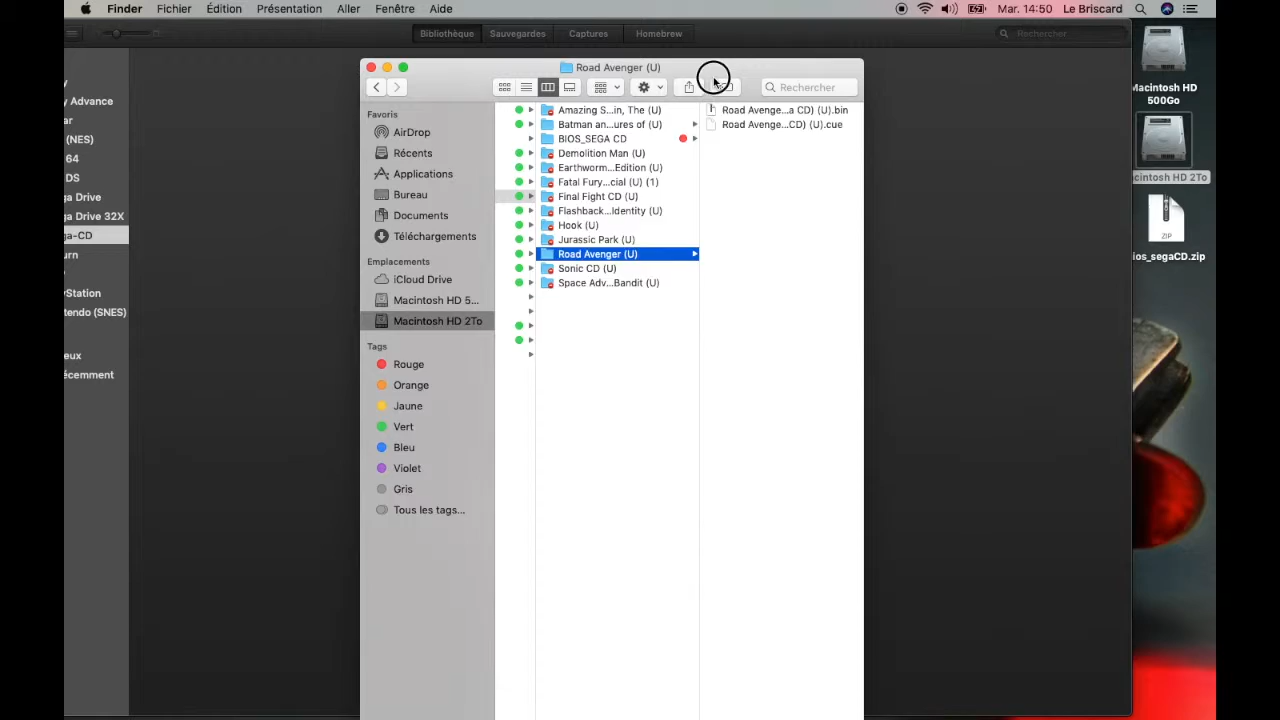 Finder Fichier Édition Présentation Aller Fenêtre Aide Mar. 14:50 Le Briscard
Bibliothèque Sauvegardes Captures Homebrew Rechercher
y
y Advance
ar
(NES)
64
DS
ga Drive
ga Drive 32X
ga-CD
urn
yStation
ntendo (SNES)
eux
écemment
Road Avenger (U)
Rechercher
Favoris
AirDrop
Récents
Applications
Bureau
Documents
Téléchargements
Emplacements
iCloud Drive
Macintosh HD 5...
Macintosh HD 2To
Tags
Rouge
Orange
Jaune
Vert
Bleu
Violet
Gris
Tous les tags...
Amazing S...in, The (U)
Batman an...ures of (U)
BIOS_SEGA CD
Demolition Man (U)
Earthworm...Edition (U)
Fatal Fury...cial (U) (1)
Final Fight CD (U)
Flashback...Identity (U)
Hook (U)
Jurassic Park (U)
Road Avenger (U)
Sonic CD (U)
Space Adv...Bandit (U)
Road Avenge...a CD) (U).bin
Road Avenge...CD) (U).cue
Macintosh HD
500Go
cintosh HD 2To
ZIP
ios_segaCD.zip